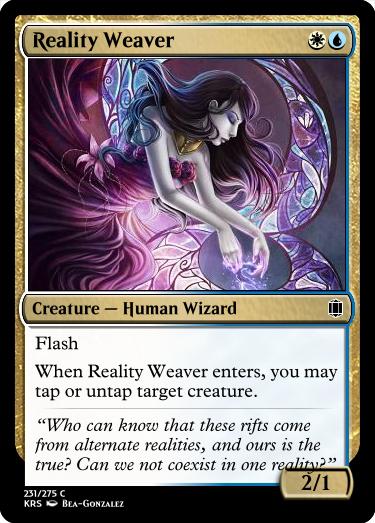 Reality Weaver
Creature — Human Wizard
Flash
When Reality Weaver enters, you may
tap or untap target creature.
“Who can know that these rifts come
from alternate realities, and ours is the
true? Can we not coexist in one reality?”
2/1
231/275 C
KRS Bea-Gonzalez